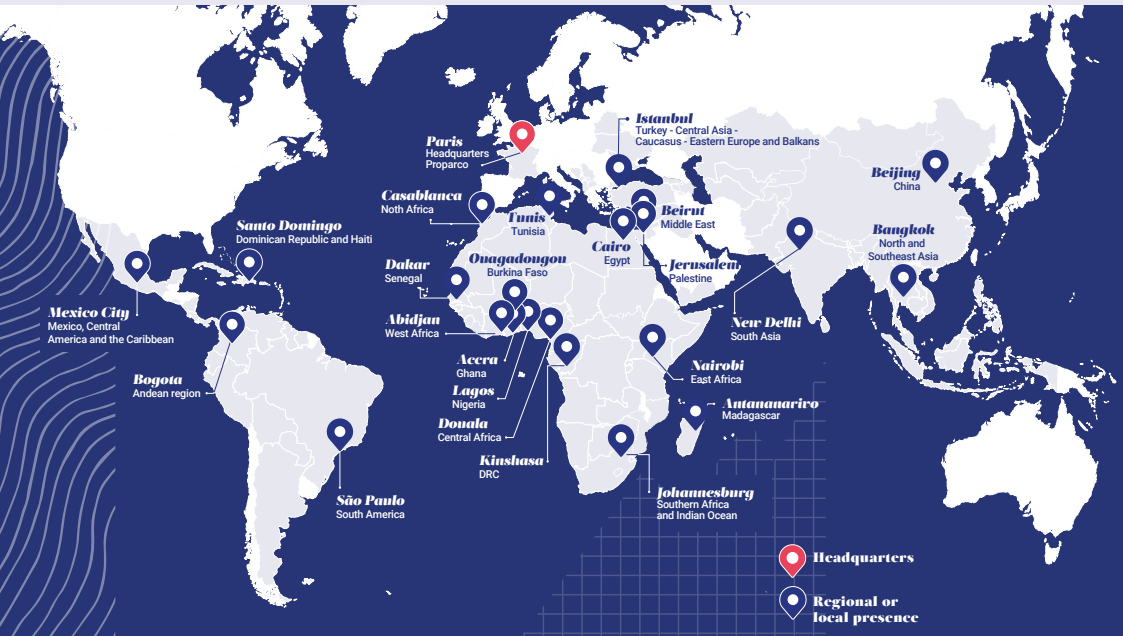 Istanbul
Turkey - Central Asia -
Caucasus - Eastern Europe and Balkans
Paris
Headquarters
Proparco
Beijing
China
Casablanca
Noth Africa
Tunis
Tunisia
Beirut
Middle East
Santo Domingo
Dominican Republic and Haiti
Bangkok
North and
Southeast Asia
Cairo
Egypt
Ouagadougou
Burkina Faso
Dakar
Senegal
Jerusalem
Palestine
Mexico City
Mexico, Central
America and the Caribbean
Abidjan
West Africa
New Delhi
South Asia
Accra
Ghana
Nairobi
East Africa
Bogota
Andean region
Lagos
Nigeria
Antananarivo
Madagascar
Douala
Central Africa
Kinshasa
DRC
São Paulo
South America
Johannesburg
Southern Africa
and Indian Ocean
Headquarters
Regional or
local presence